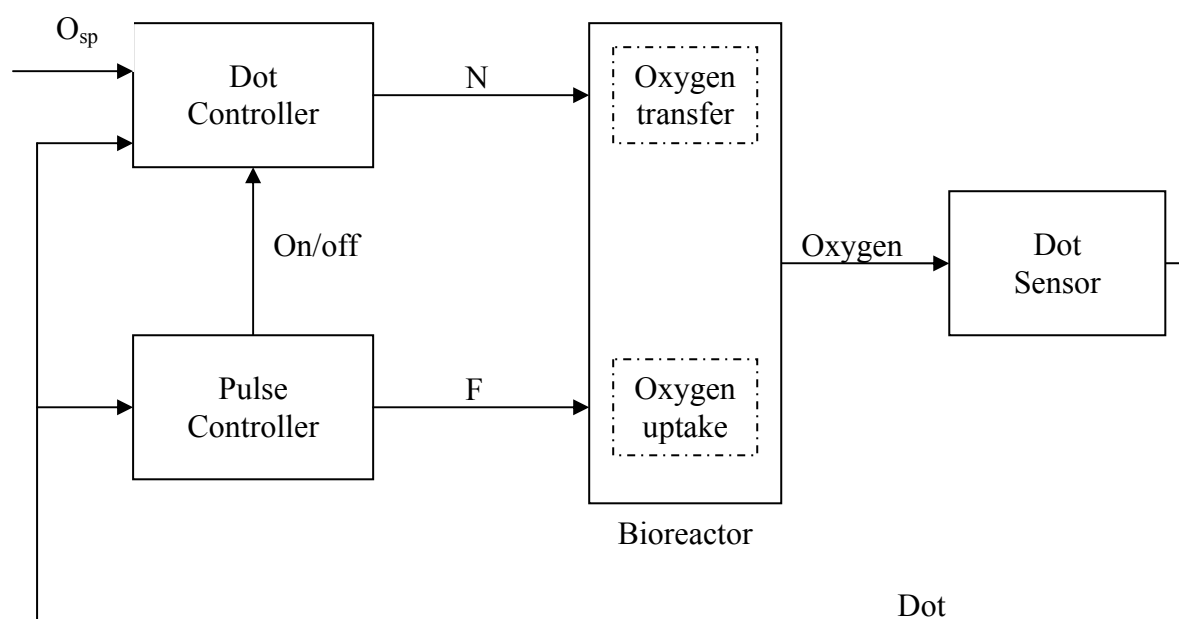 O_sp
Dot
Controller
N
Oxygen
transfer
On/off
Oxygen
Dot
Sensor
Pulse
Controller
F
Oxygen
uptake
Bioreactor
Dot